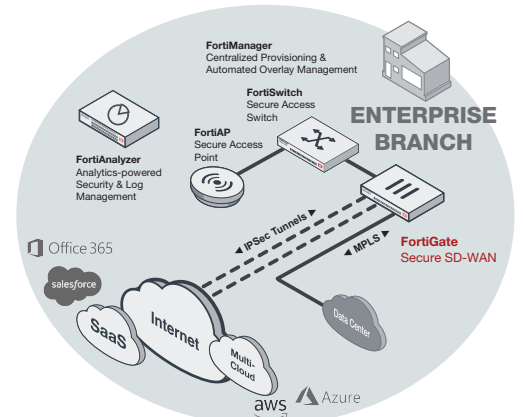 FortiManager
Centralized Provisioning &
Automated Overlay Management
FortiSwitch
Secure Access
Switch
ENTERPRISE
BRANCH
FortiAP
Secure Access
Point
FortiAnalyzer
Analytics-powered
Security & Log
Management
◄ IPSec Tunnels ►
◄ MPLS ►
FortiGate
Secure SD-WAN
Office 365
salesforce
SaaS
Internet
Multi-
Cloud
Data Center
aws
Azure